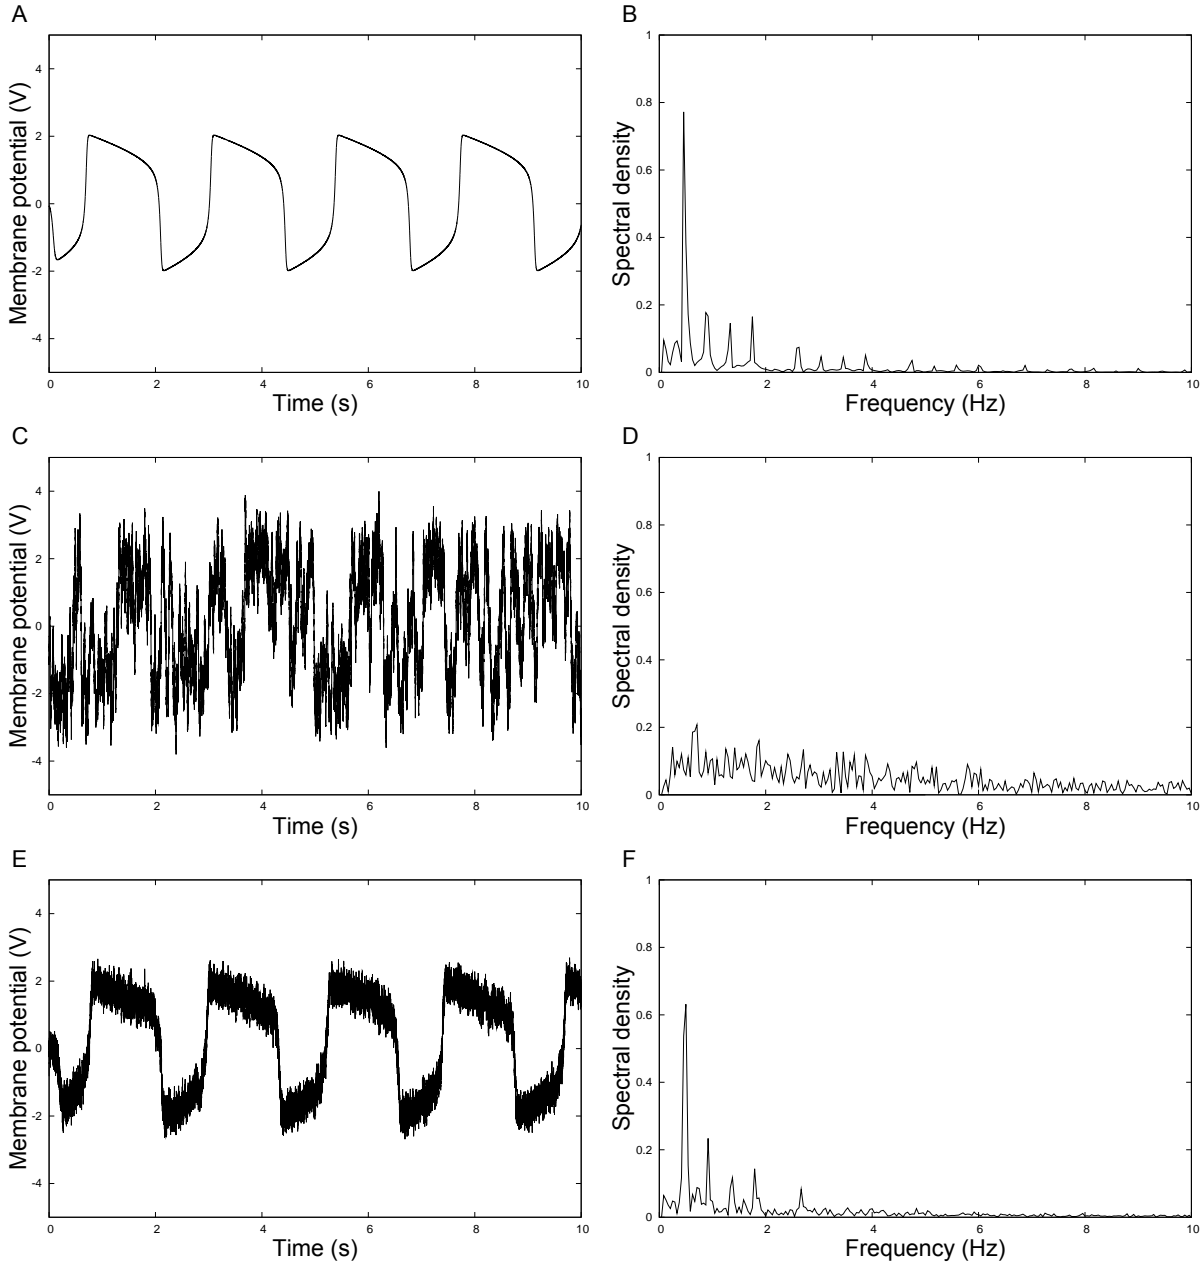 A
Membrane potential (V)
4
2
0
-2
-4
0 2 4 6 8 10
Time (s)
B
Spectral density
1
0.8
0.6
0.4
0.2
0
0 2 4 6 8 10
Frequency (Hz)
C
Membrane potential (V)
4
2
0
-2
-4
0 2 4 6 8 10
Time (s)
D
Spectral density
1
0.8
0.6
0.4
0.2
0
0 2 4 6 8 10
Frequency (Hz)
E
Membrane potential (V)
4
2
0
-2
-4
0 2 4 6 8 10
Time (s)
F
Spectral density
1
0.8
0.6
0.4
0.2
0
0 2 4 6 8 10
Frequency (Hz)